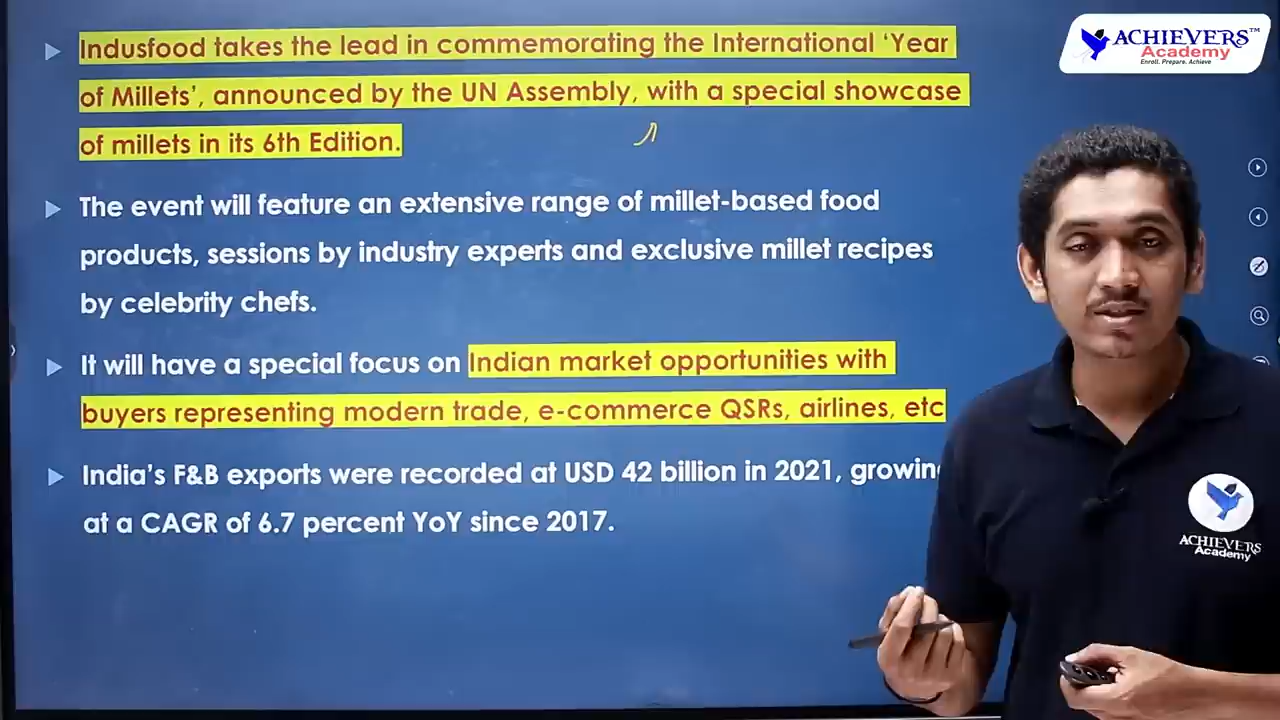 Indusfood takes the lead in commemorating the International ‘Year
of Millets’, announced by the UN Assembly, with a special showcase
of millets in its 6th Edition.
The event will feature an extensive range of millet-based food
products, sessions by industry experts and exclusive millet recipes
by celebrity chefs.
It will have a special focus on Indian market opportunities with
buyers representing modern trade, e-commerce QSRs, airlines, etc
India’s F&B exports were recorded at USD 42 billion in 2021, growin
at a CAGR of 6.7 percent YoY since 2017.
ACHIEVERS™
Academy
Enroll. Prepare. Achieve
ACHIEVERS
Academy